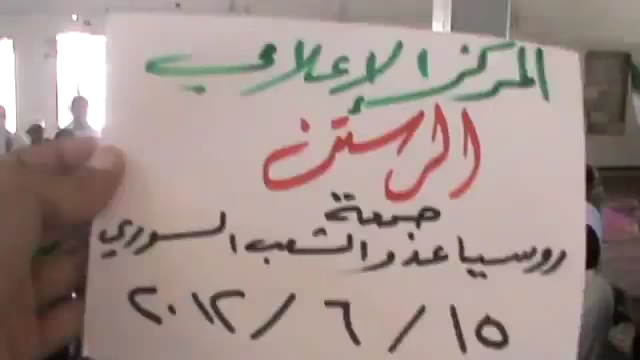 المركز الإعلامي
الرستن
جمعة
روسيا عدو الشعب السوري
١٥ / ٦ / ٢٠١٢